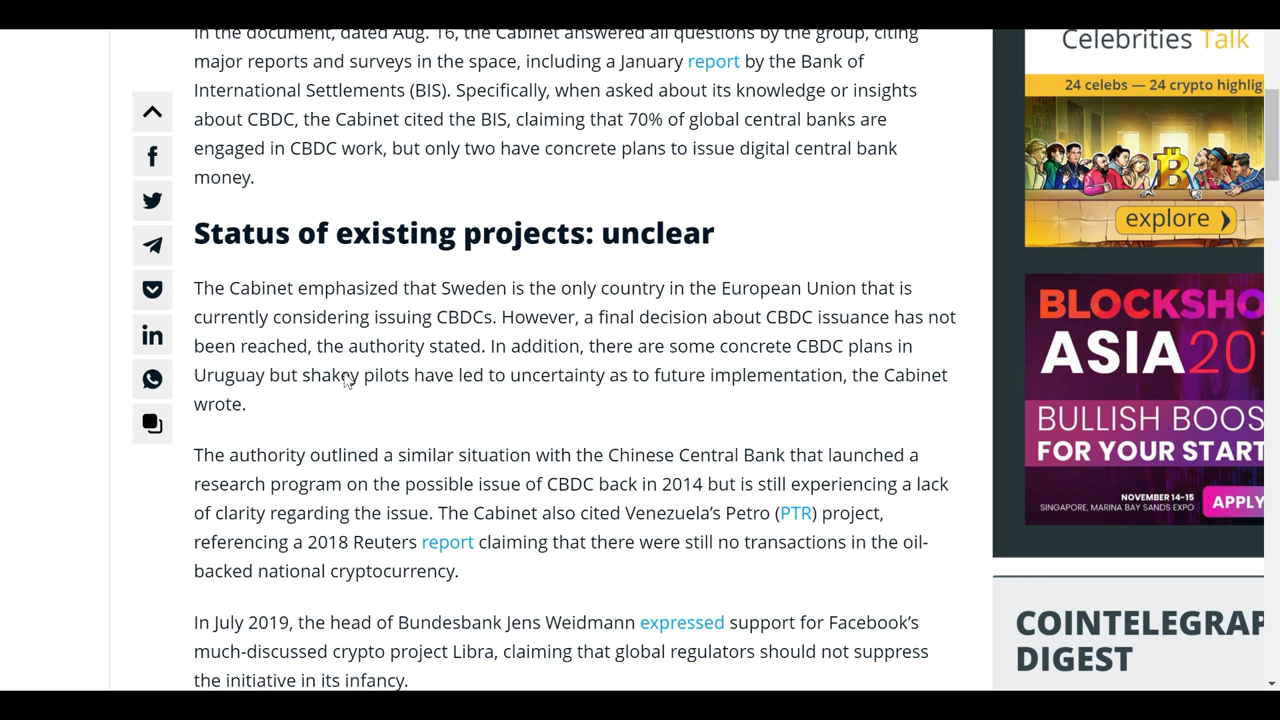 in the document, dated Aug. 16, the Cabinet answered all questions by the group, citing
major reports and surveys in the space, including a January report by the Bank of
International Settlements (BIS). Specifically, when asked about its knowledge or insights
about CBDC, the Cabinet cited the BIS, claiming that 70% of global central banks are
engaged in CBDC work, but only two have concrete plans to issue digital central bank
money.
Status of existing projects: unclear
The Cabinet emphasized that Sweden is the only country in the European Union that is
currently considering issuing CBDCs. However, a final decision about CBDC issuance has not
been reached, the authority stated. In addition, there are some concrete CBDC plans in
Uruguay but shakey pilots have led to uncertainty as to future implementation, the Cabinet
wrote.
The authority outlined a similar situation with the Chinese Central Bank that launched a
research program on the possible issue of CBDC back in 2014 but is still experiencing a lack
of clarity regarding the issue. The Cabinet also cited Venezuela's Petro (PTR) project,
referencing a 2018 Reuters report claiming that there were still no transactions in the oil-
backed national cryptocurrency.
In July 2019, the head of Bundesbank Jens Weidmann expressed support for Facebook's
much-discussed crypto project Libra, claiming that global regulators should not suppress
the initiative in its infancy.
Celebrities Talk
24 celebs — 24 crypto highlig
explore
BLOCKSHO
ASIA 20
BULLISH BOOS
FOR YOUR START
NOVEMBER 14-15
SINGAPORE, MARINA BAY SANDS EXPO
APPLY
COINTELEGRAP
DIGEST